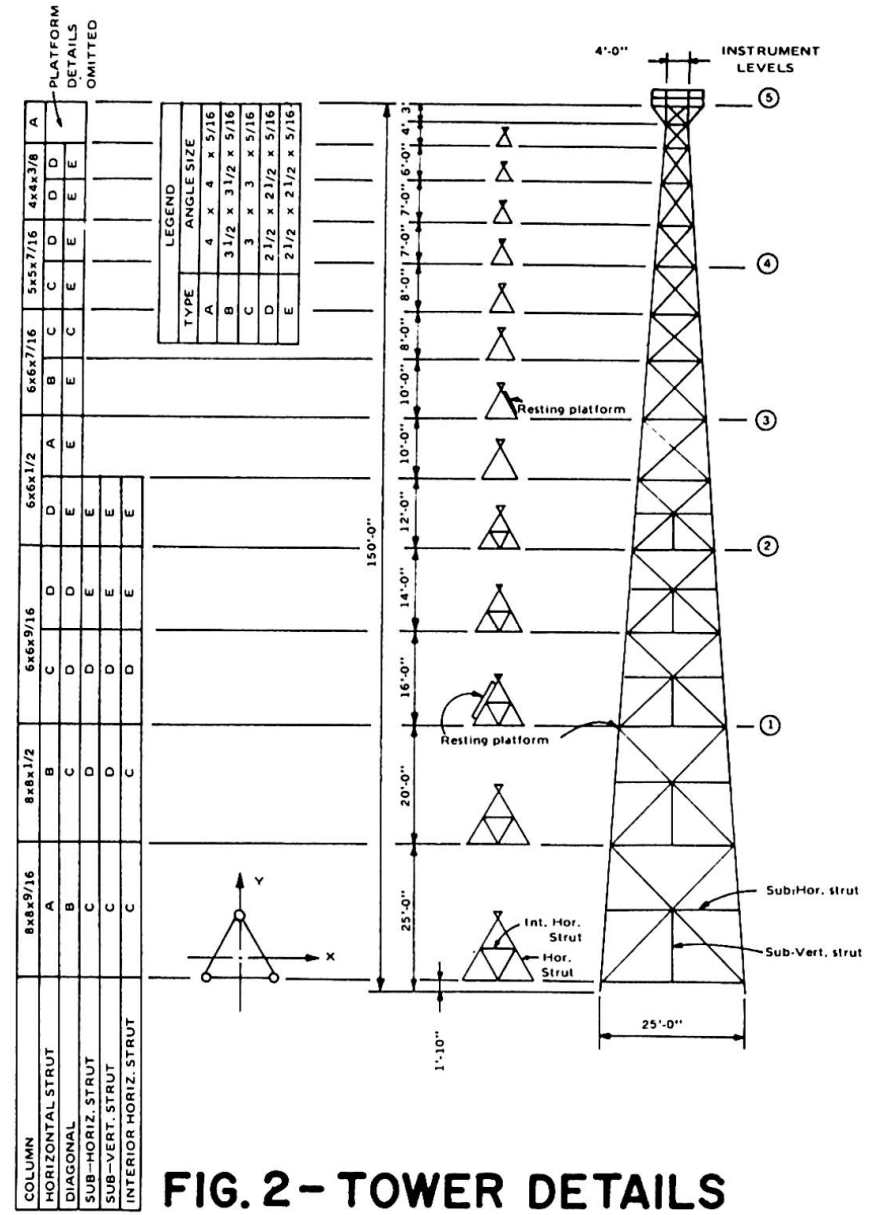 PLATFORM
DETAILS
OMITTED
4'-0"
INSTRUMENT
LEVELS
COLUMN 8x8x9/16 8x8x1/2 6x6x9/16 6x6x1/2 6x6x7/16 5x5x7/16 4x4x3/8 A
HORIZONTAL STRUT A B C D D A B C C D D D
DIAGONAL B C D D E E E C E E E E
SUB-HORIZ. STRUT C D D E E
SUB-VERT. STRUT C D D E E
INTERIOR HORIZ. STRUT C C D E E
LEGEND
TYPE ANGLE SIZE
A 4 x 4 x 5/16
B 3 1/2 x 3 1/2 x 5/16
C 3 x 3 x 5/16
D 2 1/2 x 2 1/2 x 5/16
E 2 1/2 x 2 1/2 x 5/16
150'-0"
3'
4'
6'-0"
7'-0"
7'-0"
8'-0"
8'-0"
10'-0"
10'-0"
12'-0"
14'-0"
16'-0"
20'-0"
25'-0"
1'-10"
5
4
3
2
1
Resting platform
Resting platform
Y
X
Int. Hor.
Strut
Hor.
Strut
Sub-Hor. strut
Sub-Vert. strut
25'-0"
FIG. 2 - TOWER DETAILS